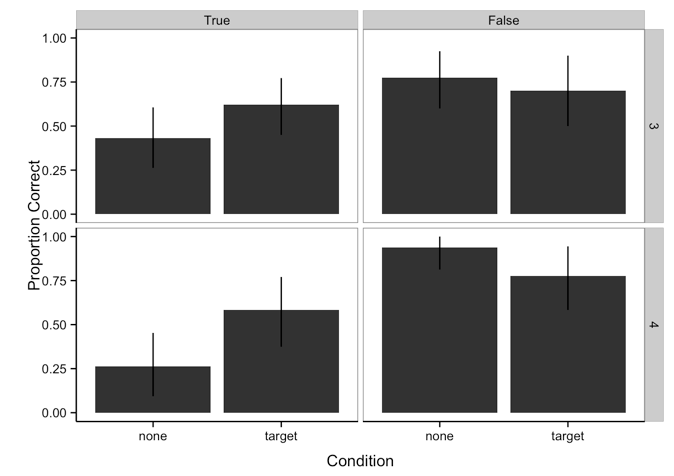 True
False
Proportion Correct
1.00
0.75
0.50
0.25
0.00
3
1.00
0.75
0.50
0.25
0.00
4
none
target
none
target
Condition